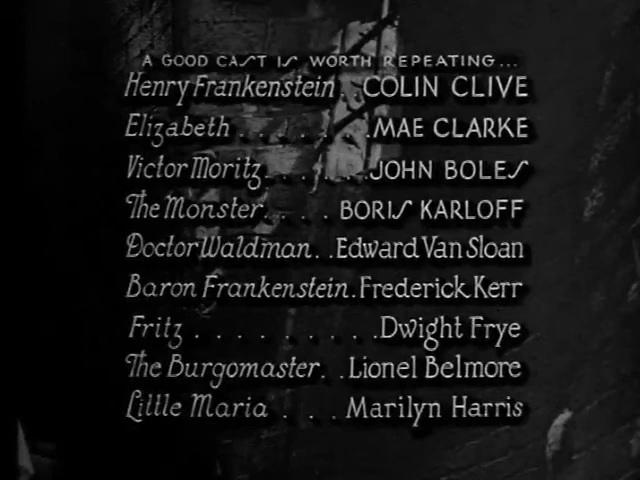 A GOOD CAST IS WORTH REPEATING...
Henry Frankenstein . . COLIN CLIVE
Elizabeth . . . . . . . MAE CLARKE
Victor Moritz . . . . . . JOHN BOLES
The Monster . . . . BORIS KARLOFF
Doctor Waldman . . Edward Van Sloan
Baron Frankenstein . Frederick Kerr
Fritz . . . . . . . . . . Dwight Frye
The Burgomaster . . Lionel Belmore
Little Maria . . . Marilyn Harris